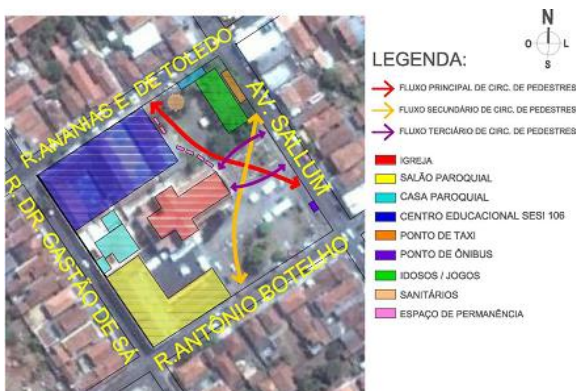 R.ANANIAS E. DE TOLEDO
AV. SALLUM
R. DR. GASTÃO DE SÁ
R.ANTÔNIO BOTELHO
N
O
L
S
LEGENDA:
FLUXO PRINCIPAL DE CIRC. DE PEDESTRES
FLUXO SECUNDÁRIO DE CIRC. DE PEDESTRES
FLUXO TERCIÁRIO DE CIRC. DE PEDESTRES
IGREJA
SALÃO PAROQUIAL
CASA PAROQUIAL
CENTRO EDUCACIONAL SESI 106
PONTO DE TAXI
PONTO DE ÔNIBUS
IDOSOS / JOGOS
SANITÁRIOS
ESPAÇO DE PERMANÊNCIA